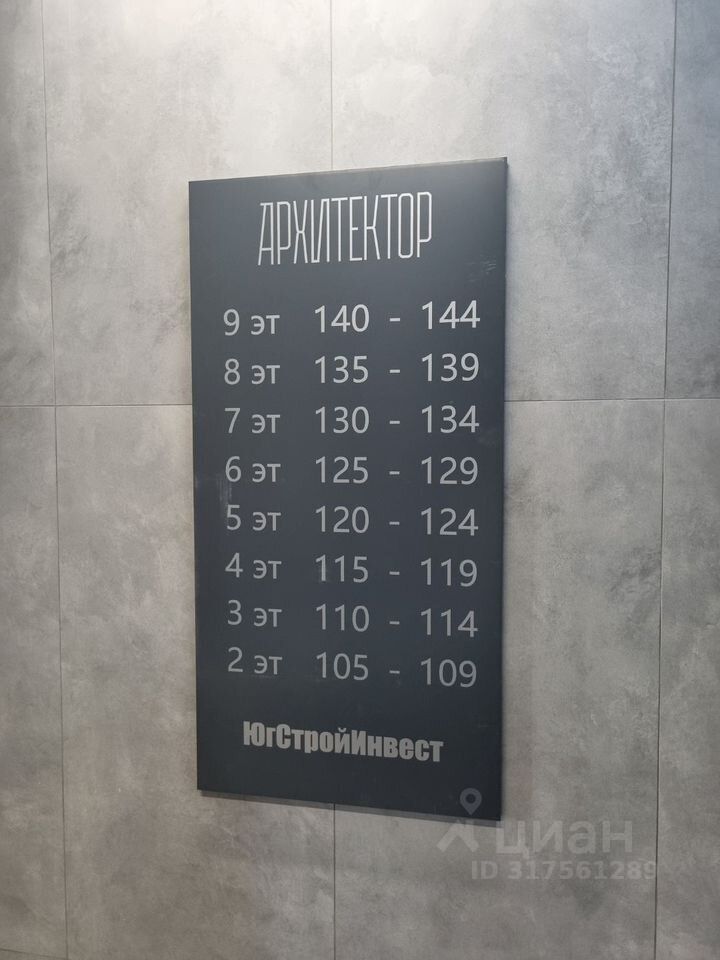 АРХИТЕКТОР
9 эт 140 - 144
8 эт 135 - 139
7 эт 130 - 134
6 эт 125 - 129
5 эт 120 - 124
4 эт 115 - 119
3 эт 110 - 114
2 эт 105 - 109
ЮгСтройИнвест
циан
ID 317561289